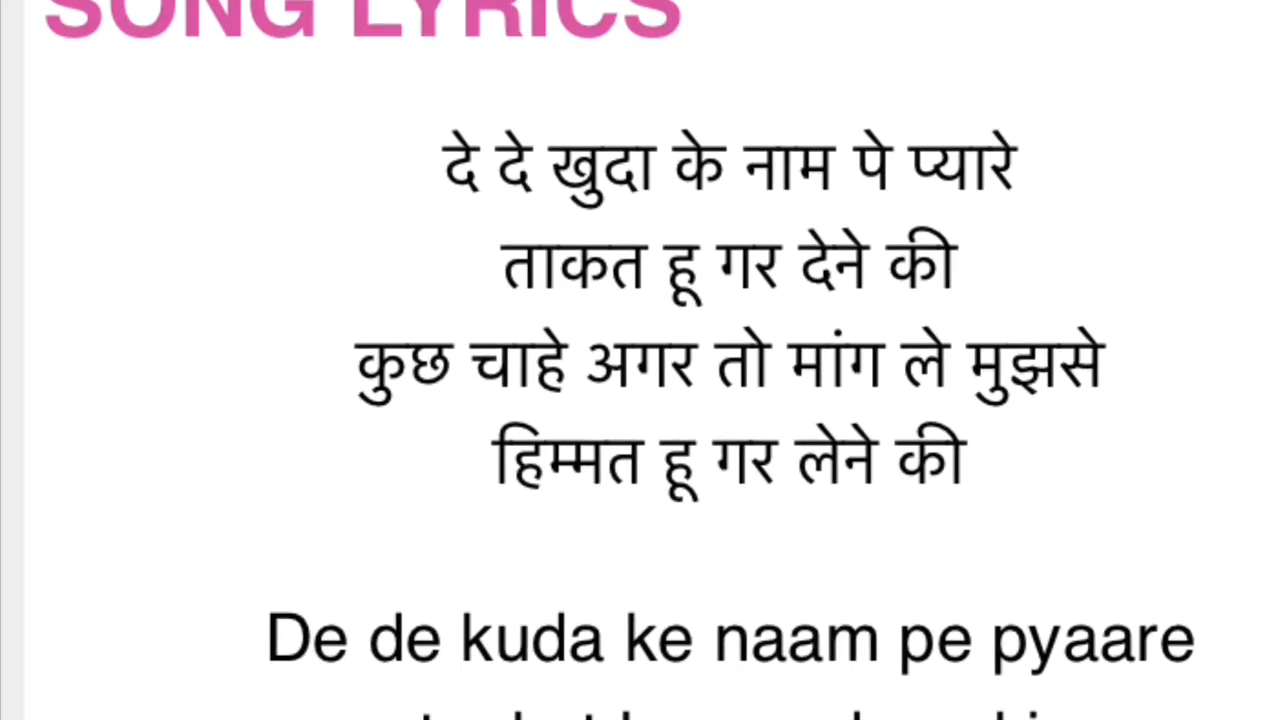 SONG LYRICS
दे दे खुदा के नाम पे प्यारे
ताकत हू गर देने की
कुछ चाहे अगर तो मांग ले मुझसे
हिम्मत हू गर लेने की
De de kuda ke naam pe pyaare